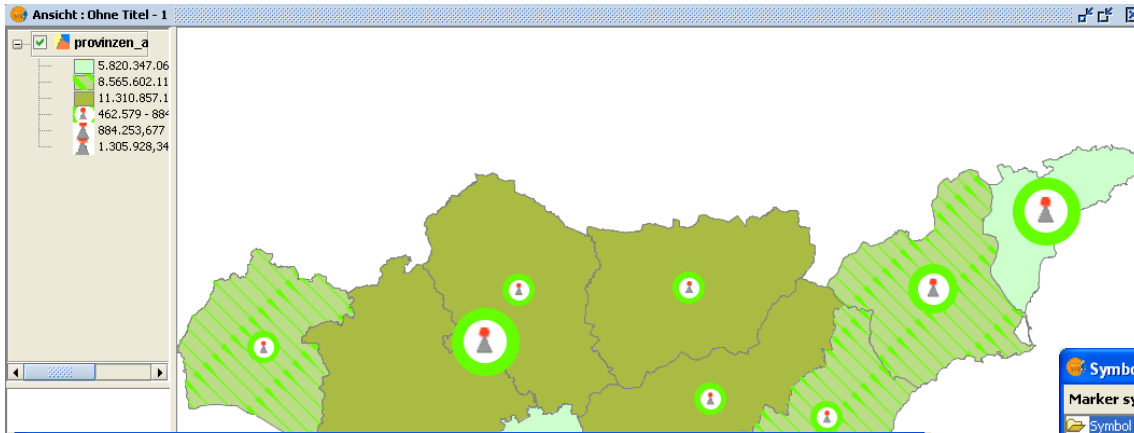 Ansicht : Ohne Titel - 1
provinzen_a
5.820.347.06
8.565.602.11
11.310.857.1
462.579 - 884
884.253,677
1.305.928,34
Symbo
Marker sy
Symbol